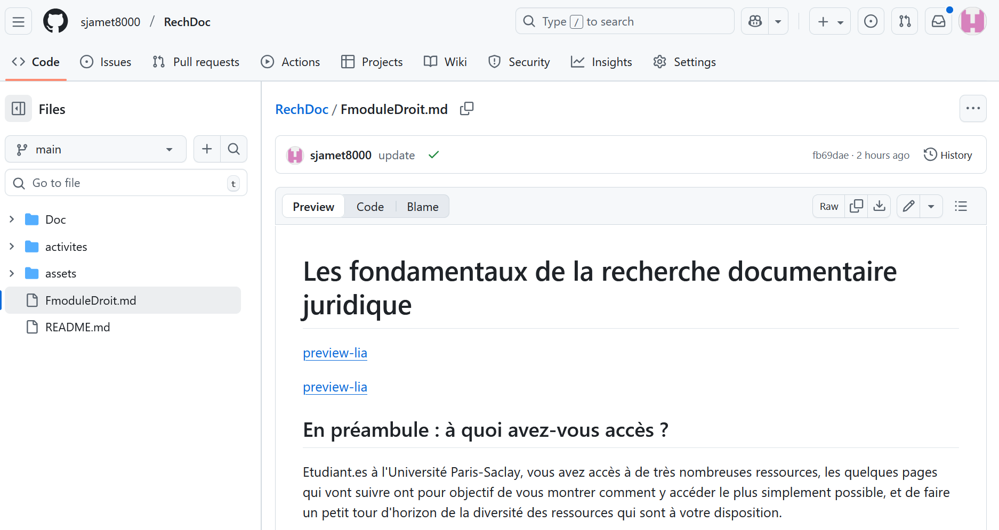 sjamet8000 / RechDoc
Type / to search
Code
Issues
Pull requests
Actions
Projects
Wiki
Security
Insights
Settings
Files
main
Go to file
t
Doc
activites
assets
FmoduleDroit.md
README.md
RechDoc / FmoduleDroit.md
sjamet8000 update
fb69dae · 2 hours ago
History
Preview
Code
Blame
Raw
Les fondamentaux de la recherche documentaire
juridique
preview-lia
preview-lia
En préambule : à quoi avez-vous accès ?
Etudiant.es à l'Université Paris-Saclay, vous avez accès à de très nombreuses ressources, les quelques pages
qui vont suivre ont pour objectif de vous montrer comment y accéder le plus simplement possible, et de faire
un petit tour d'horizon de la diversité des ressources qui sont à votre disposition.